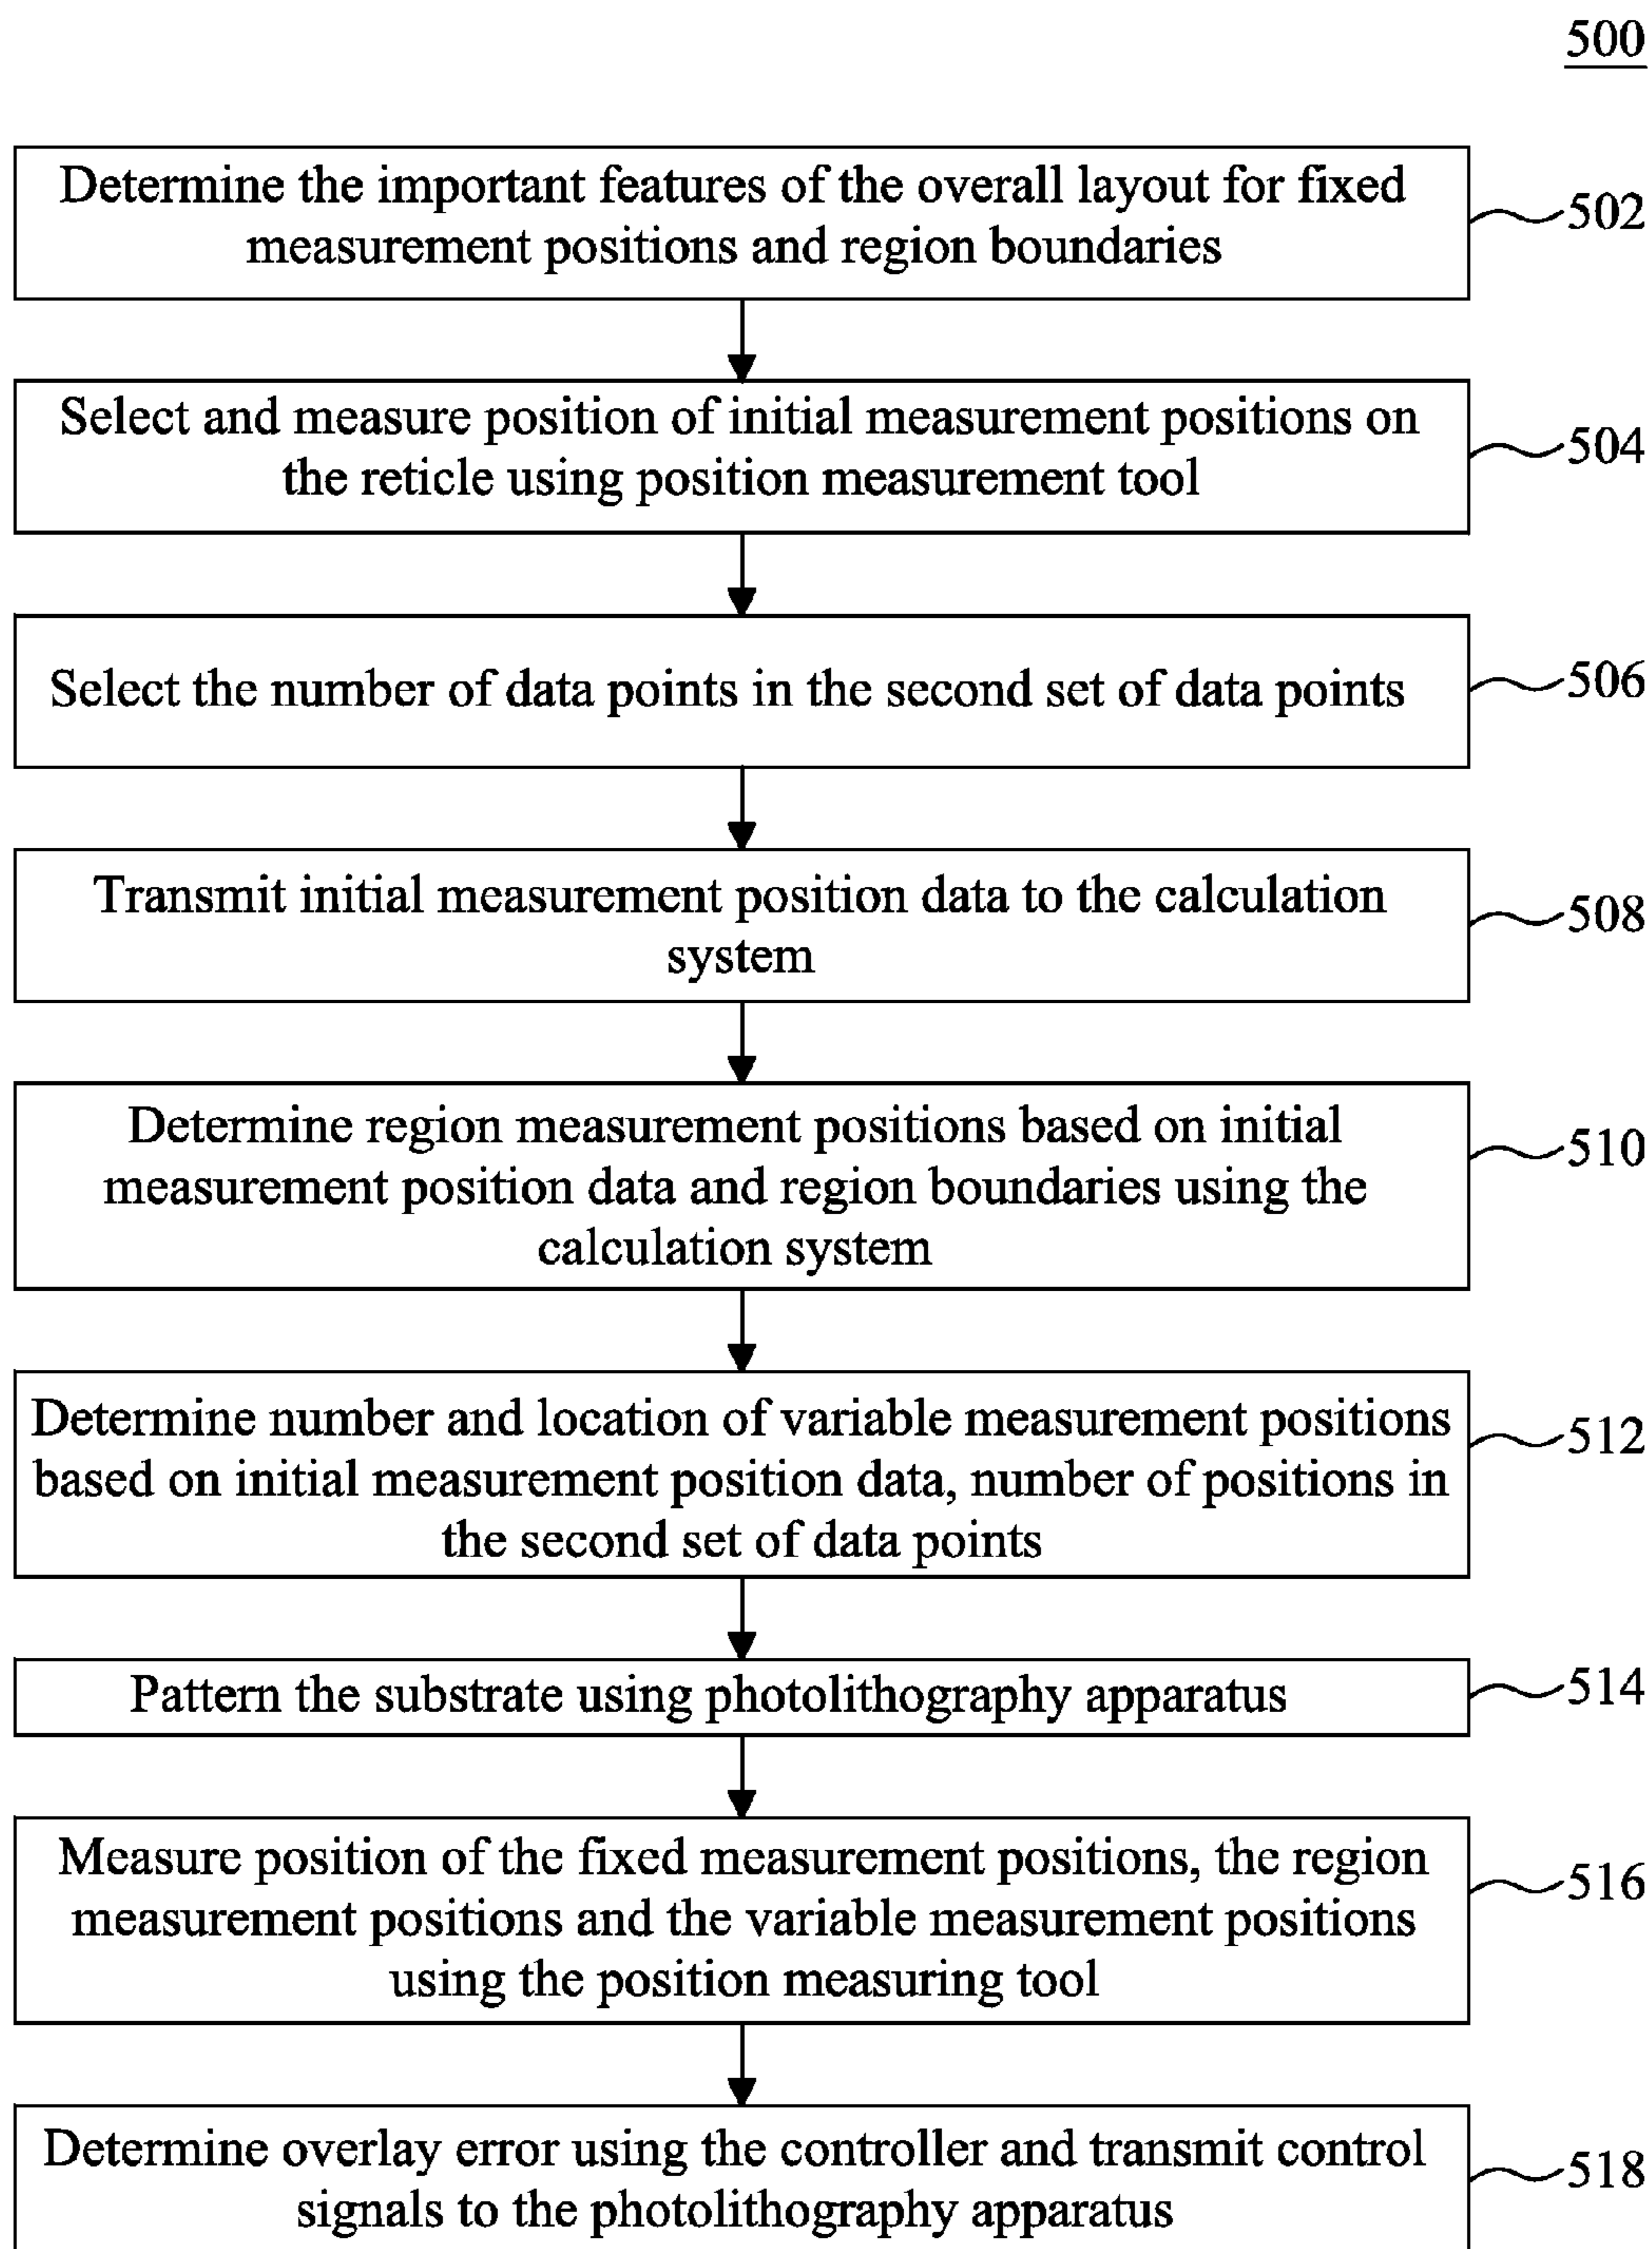 500
Determine the important features of the overall layout for fixed
measurement positions and region boundaries
502
Select and measure position of initial measurement positions on
the reticle using position measurement tool
504
Select the number of data points in the second set of data points
506
Transmit initial measurement position data to the calculation
system
508
Determine region measurement positions based on initial
measurement position data and region boundaries using the
calculation system
510
Determine number and location of variable measurement positions
based on initial measurement position data, number of positions in
the second set of data points
512
Pattern the substrate using photolithography apparatus
514
Measure position of the fixed measurement positions, the region
measurement positions and the variable measurement positions
using the position measuring tool
516
Determine overlay error using the controller and transmit control
signals to the photolithography apparatus
518